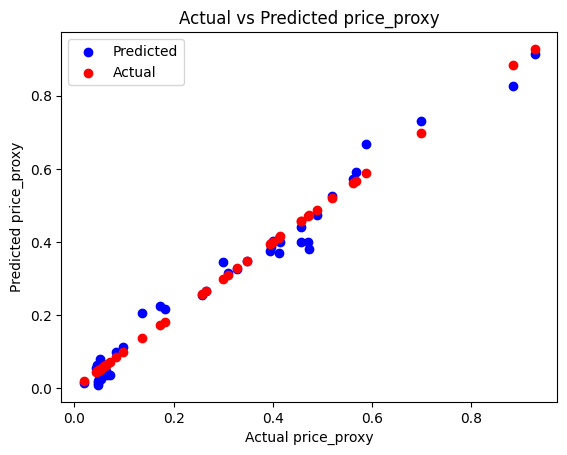 Actual vs Predicted price_proxy
Predicted
Actual
Predicted price_proxy
0.8
0.6
0.4
0.2
0.0
0.0 0.2 0.4 0.6 0.8
Actual price_proxy